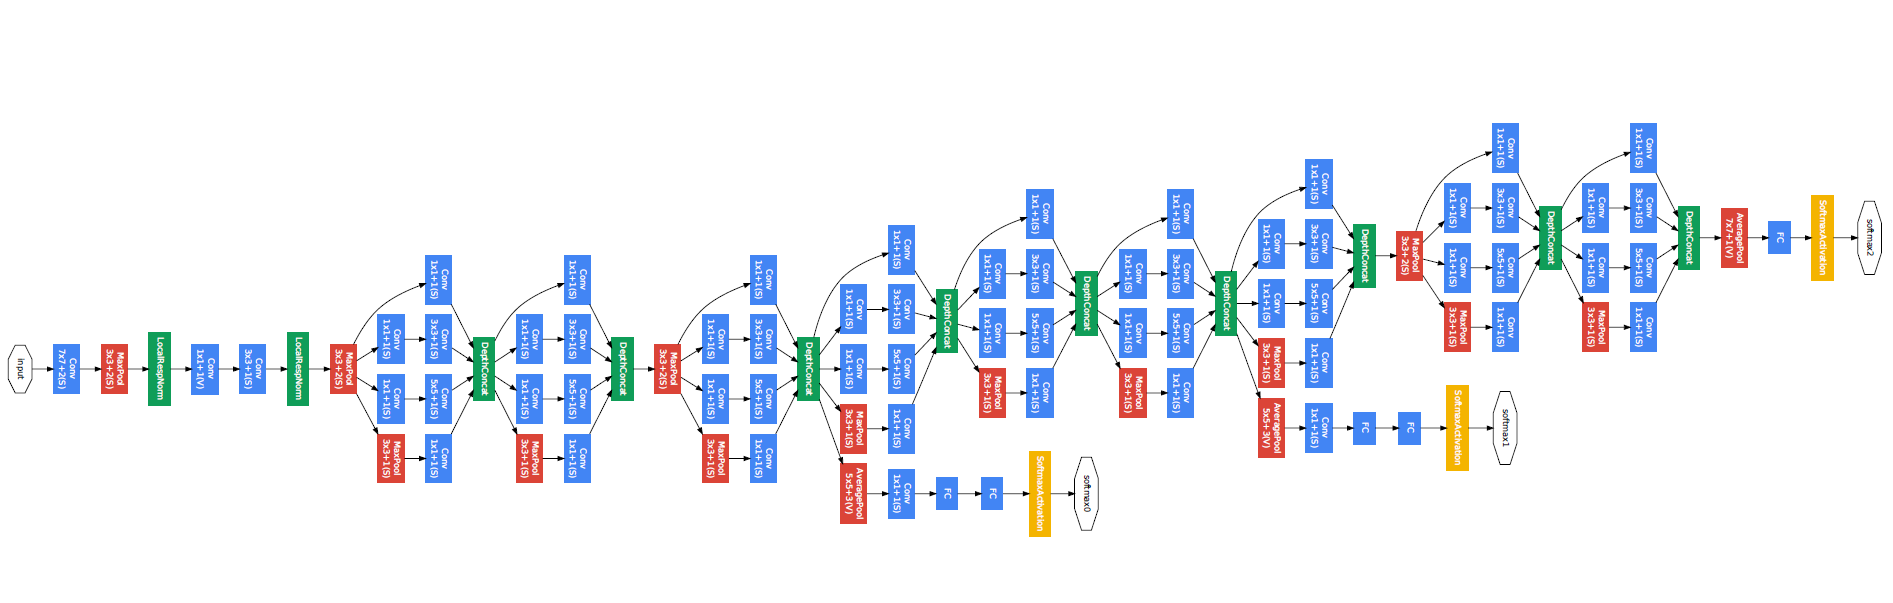 input
Conv
7x7+2(S)
MaxPool
3x3+2(S)
LocalRespNorm
Conv
1x1+1(V)
Conv
3x3+1(S)
LocalRespNorm
MaxPool
3x3+2(S)
Conv
1x1+1(S)
Conv
1x1+1(S)
MaxPool
3x3+1(S)
Conv
1x1+1(S)
Conv
3x3+1(S)
Conv
5x5+1(S)
Conv
1x1+1(S)
DepthConcat
Conv
1x1+1(S)
Conv
1x1+1(S)
MaxPool
3x3+1(S)
Conv
1x1+1(S)
Conv
3x3+1(S)
Conv
5x5+1(S)
Conv
1x1+1(S)
DepthConcat
MaxPool
3x3+2(S)
Conv
1x1+1(S)
Conv
1x1+1(S)
MaxPool
3x3+1(S)
Conv
1x1+1(S)
Conv
3x3+1(S)
Conv
5x5+1(S)
Conv
1x1+1(S)
DepthConcat
Conv
1x1+1(S)
Conv
1x1+1(S)
MaxPool
3x3+1(S)
AveragePool
5x5+3(V)
Conv
1x1+1(S)
Conv
3x3+1(S)
Conv
5x5+1(S)
Conv
1x1+1(S)
Conv
1x1+1(S)
DepthConcat
FC
Conv
1x1+1(S)
Conv
1x1+1(S)
MaxPool
3x3+1(S)
FC
Conv
1x1+1(S)
Conv
3x3+1(S)
Conv
5x5+1(S)
Conv
1x1+1(S)
SoftmaxActivation
DepthConcat
softmax0
Conv
1x1+1(S)
Conv
1x1+1(S)
MaxPool
3x3+1(S)
Conv
1x1+1(S)
Conv
3x3+1(S)
Conv
5x5+1(S)
Conv
1x1+1(S)
DepthConcat
Conv
1x1+1(S)
Conv
1x1+1(S)
MaxPool
3x3+1(S)
AveragePool
5x5+3(V)
Conv
1x1+1(S)
Conv
3x3+1(S)
Conv
5x5+1(S)
Conv
1x1+1(S)
Conv
1x1+1(S)
DepthConcat
FC
MaxPool
3x3+2(S)
FC
Conv
1x1+1(S)
Conv
1x1+1(S)
MaxPool
3x3+1(S)
SoftmaxActivation
Conv
1x1+1(S)
Conv
3x3+1(S)
Conv
5x5+1(S)
Conv
1x1+1(S)
softmax1
DepthConcat
Conv
1x1+1(S)
Conv
1x1+1(S)
MaxPool
3x3+1(S)
Conv
1x1+1(S)
Conv
3x3+1(S)
Conv
5x5+1(S)
Conv
1x1+1(S)
DepthConcat
AveragePool
7x7+1(V)
FC
SoftmaxActivation
softmax2